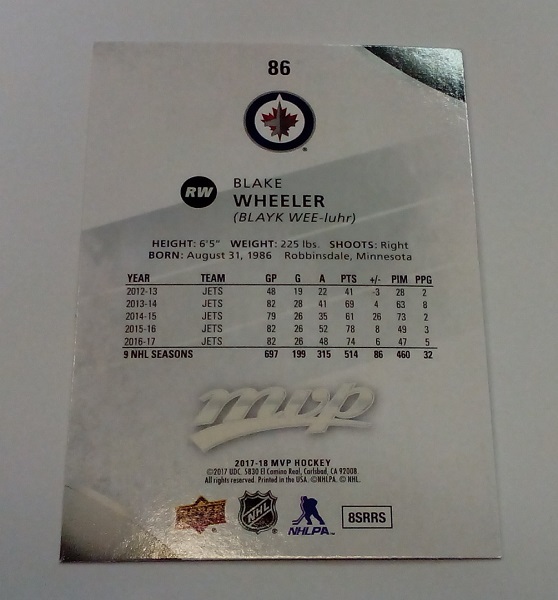 86
RW
BLAKE
WHEELER
(BLAYK WEE-luhr)
HEIGHT: 6'5" WEIGHT: 225 lbs. SHOOTS: Right
BORN: August 31, 1986 Robbinsdale, Minnesota
YEAR TEAM GP G A PTS +/- PIM PPG
2012-13 JETS 48 19 22 41 -3 28 2
2013-14 JETS 82 28 41 69 4 63 8
2014-15 JETS 79 26 35 61 26 73 2
2015-16 JETS 82 26 52 78 8 49 3
2016-17 JETS 82 26 48 74 6 47 5
9 NHL SEASONS 697 199 315 514 86 460 32
mvp
2017-18 MVP HOCKEY
©2017 UDC. 5830 El Camino Real, Carlsbad, CA 92008.
All rights reserved. Printed in the USA. ©NHLPA. © NHL.
UPPER DECK NHL NHLPA 8SRRS